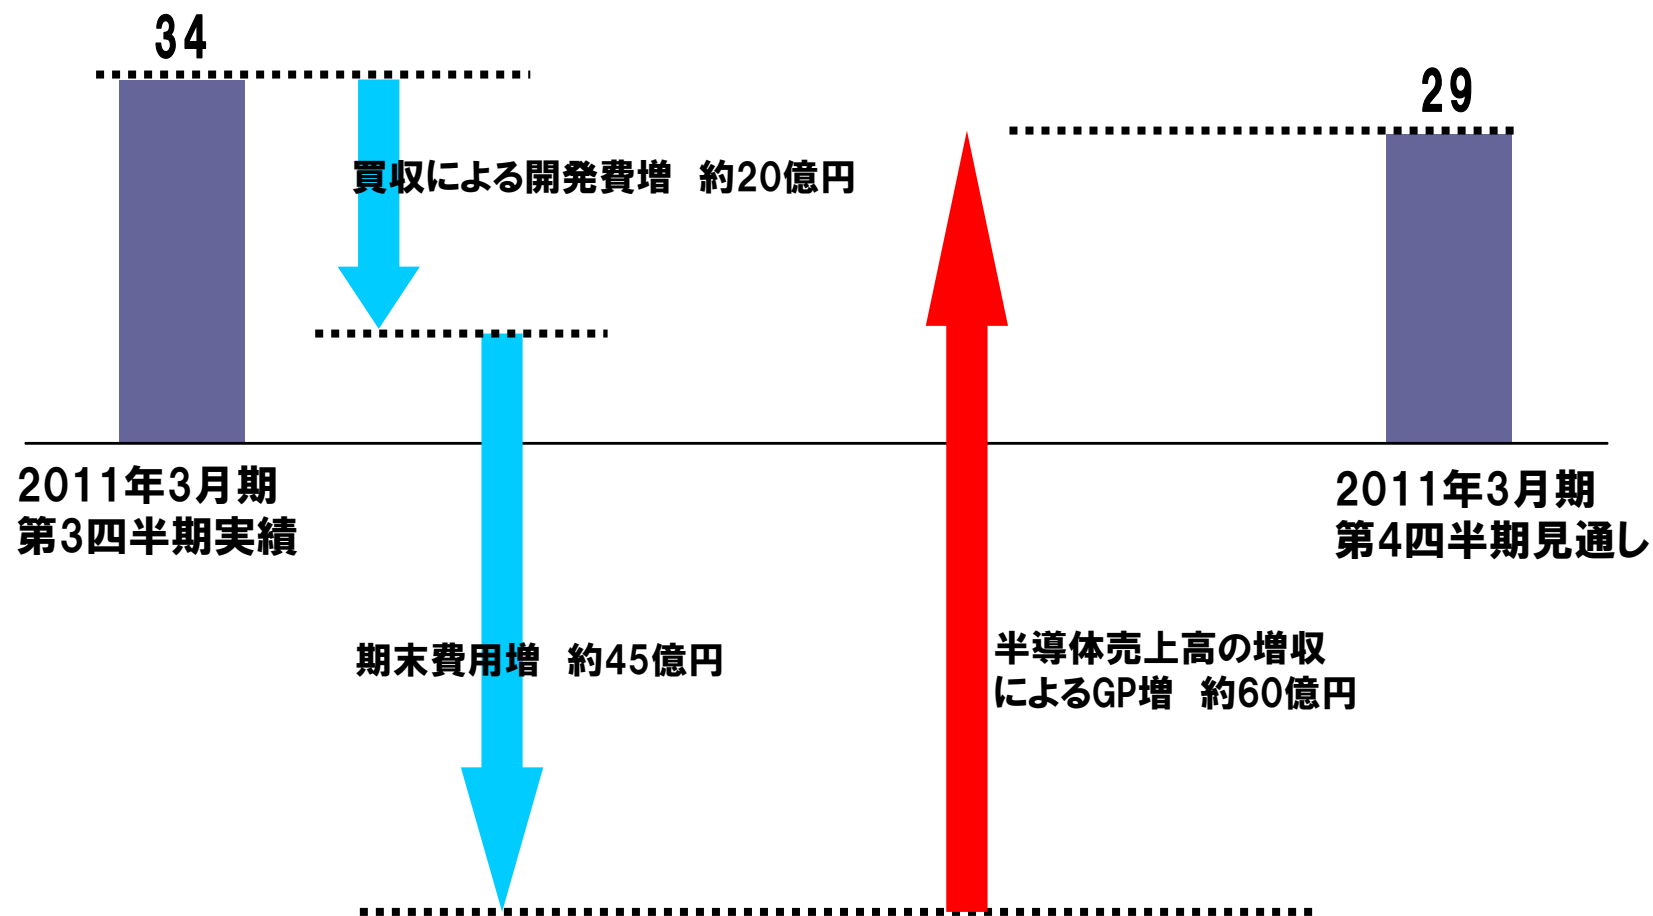 34
29
買収による開発費増　約20億円
2011年3月期
第3四半期実績
2011年3月期
第4四半期見通し
期末費用増　約45億円
半導体売上高の増収
によるGP増　約60億円